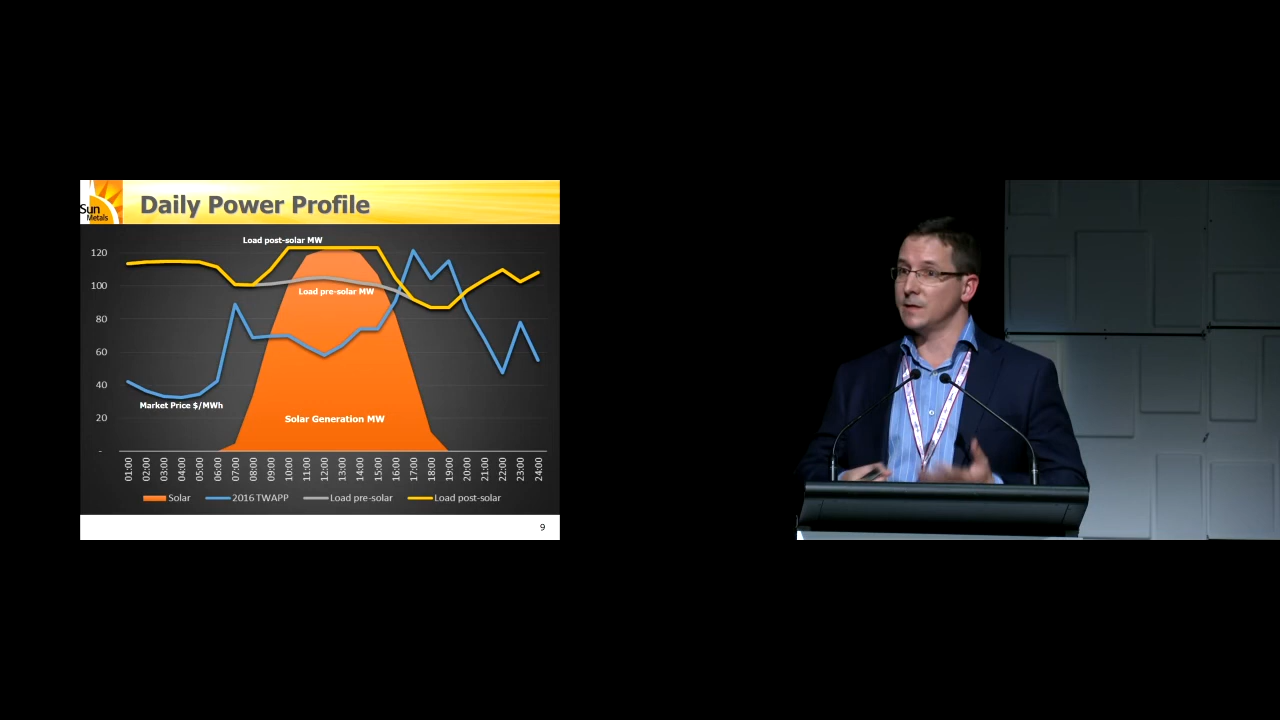 Sun
Metals
Daily Power Profile
Load post-solar MW
120
100
80
60
40
20
-
Load pre-solar MW
Market Price $/MWh
Solar Generation MW
01:00
02:00
03:00
04:00
05:00
06:00
07:00
08:00
09:00
10:00
11:00
12:00
13:00
14:00
15:00
16:00
17:00
18:00
19:00
20:00
21:00
22:00
23:00
24:00
Solar
2016 TWAPP
Load pre-solar
Load post-solar
9